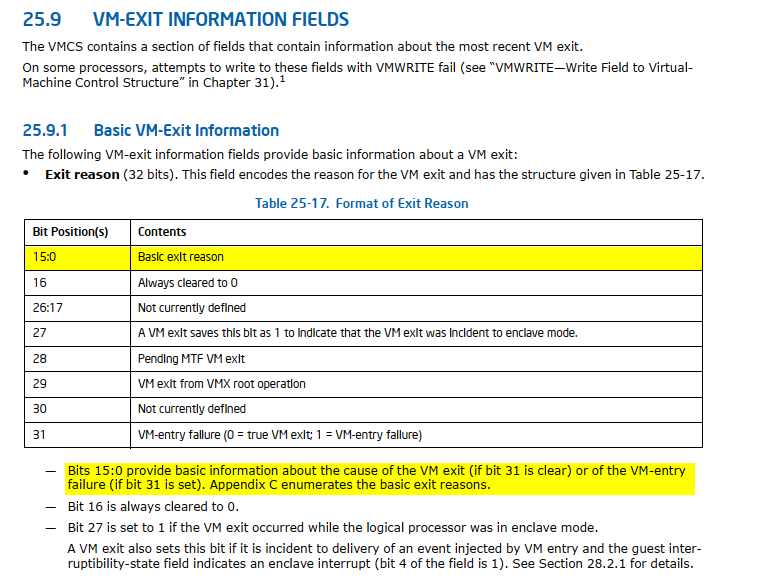 25.9 VM-EXIT INFORMATION FIELDS
The VMCS contains a section of fields that contain information about the most recent VM exit.
On some processors, attempts to write to these fields with VMWRITE fail (see “VMWRITE—Write Field to Virtual-
Machine Control Structure” in Chapter 31).1
25.9.1 Basic VM-Exit Information
The following VM-exit information fields provide basic information about a VM exit:
• Exit reason (32 bits). This field encodes the reason for the VM exit and has the structure given in Table 25-17.
Table 25-17. Format of Exit Reason
Bit Position(s) Contents
15:0 Basic exit reason
16 Always cleared to 0
26:17 Not currently defined
27 A VM exit saves this bit as 1 to indicate that the VM exit was incident to enclave mode.
28 Pending MTF VM exit
29 VM exit from VMX root operation
30 Not currently defined
31 VM-entry failure (0 = true VM exit; 1 = VM-entry failure)
— Bits 15:0 provide basic information about the cause of the VM exit (if bit 31 is clear) or of the VM-entry
failure (if bit 31 is set). Appendix C enumerates the basic exit reasons.
— Bit 16 is always cleared to 0.
— Bit 27 is set to 1 if the VM exit occurred while the logical processor was in enclave mode.
A VM exit also sets this bit if it is incident to delivery of an event injected by VM entry and the guest inter-
ruptibility-state field indicates an enclave interrupt (bit 4 of the field is 1). See Section 28.2.1 for details.